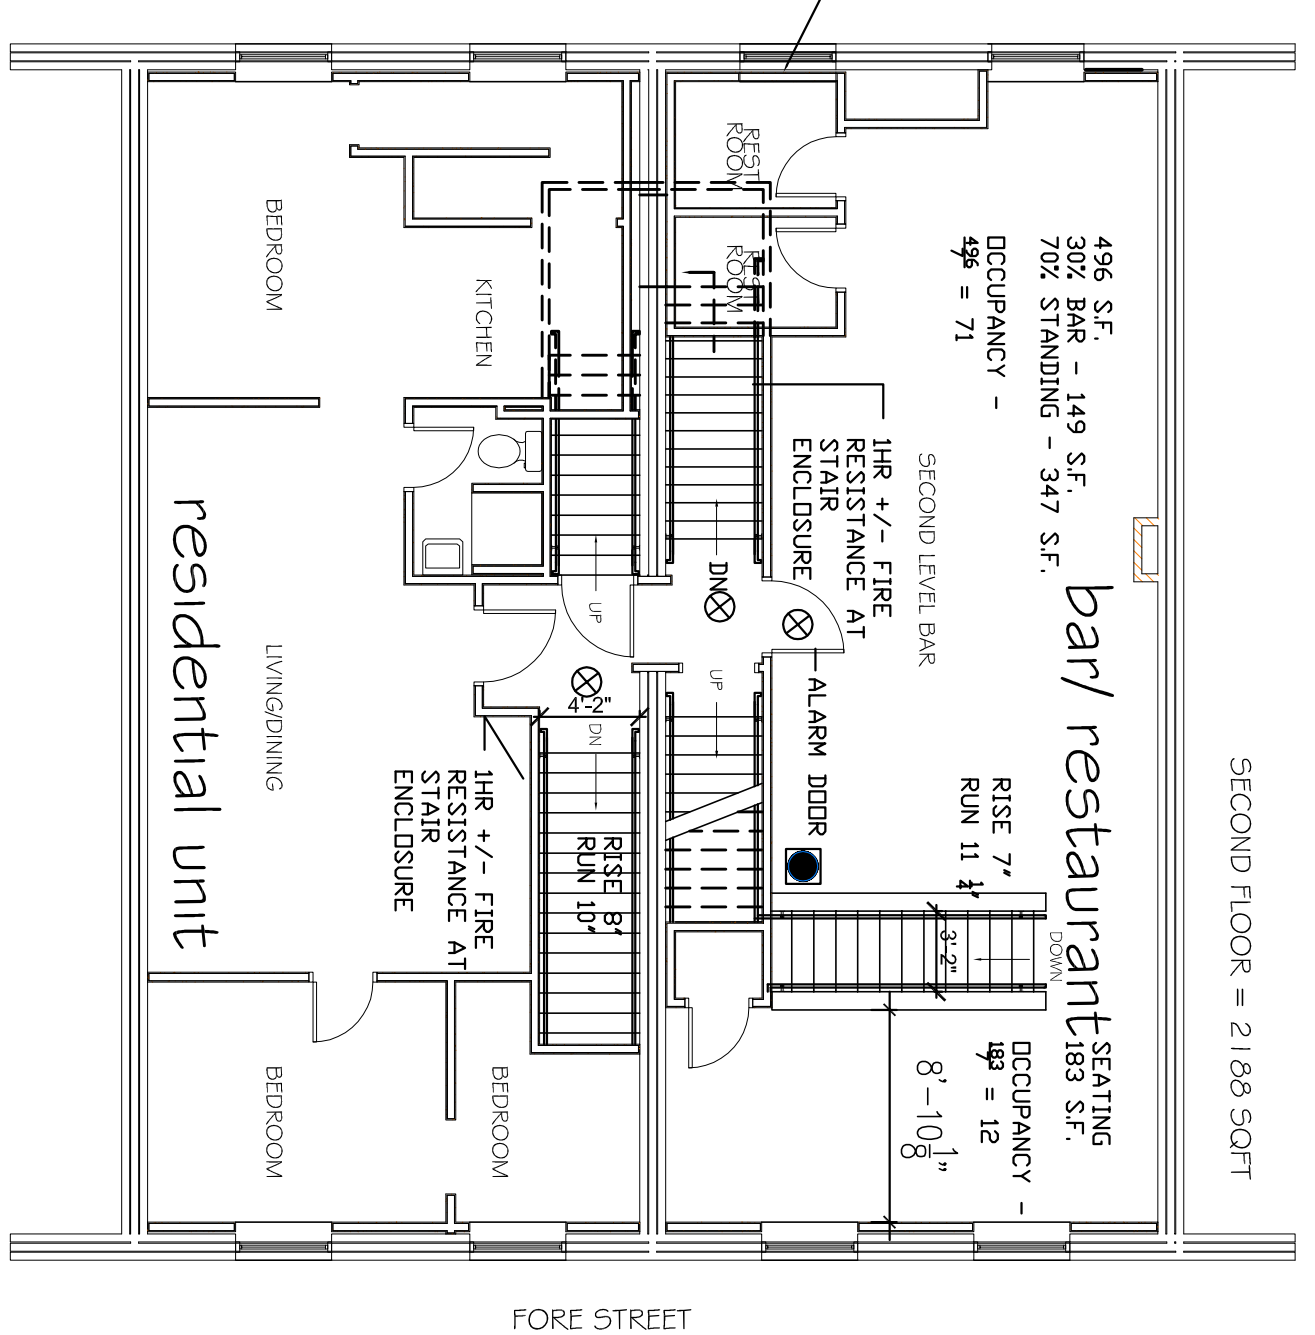 SECOND FLOOR = 2188 SQFT
bar/ restaurant
496 S.F.
30% BAR - 149 S.F.
70% STANDING - 347 S.F.
OCCUPANCY -
496
7 = 71
SEATING
183 S.F.
OCCUPANCY -
183
7 = 12
8'-10 1/8"
RISE 7"
RUN 11 1/4"
DOWN
3'-2"
SECOND LEVEL BAR
1HR +/- FIRE
RESISTANCE AT
STAIR
ENCLOSURE
ALARM DOOR
REST
ROOM
REST
ROOM
DN
UP
UP
4'-2"
DN
RISE 8"
RUN 10"
1HR +/- FIRE
RESISTANCE AT
STAIR
ENCLOSURE
KITCHEN
BEDROOM
LIVING/DINING
BEDROOM
BEDROOM
residential unit
FORE STREET